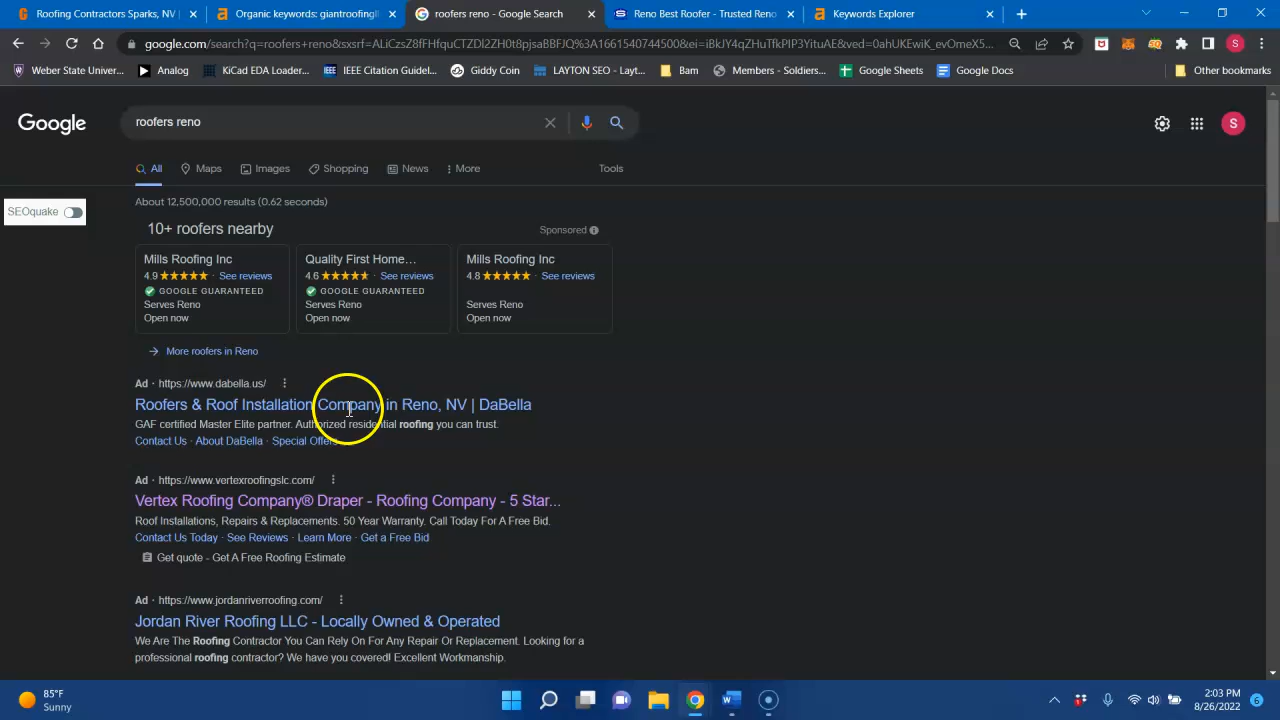 Roofing Contractors Sparks, NV |
Organic keywords: giantroofingl
roofers reno - Google Search
Reno Best Roofer - Trusted Reno
Keywords Explorer
google.com/search?q=roofers+reno&sxsrf=ALiCzsZ8fFHfquCTZDl2ZH0t8pjsaBBFJQ%3A1661540744500&ei=iBkJY4qZHuTfkPIP3YituAE&ved=0ahUKEwiK_evOmeX5...
Weber State Univer...
Analog
KiCad EDA Loader...
IEEE Citation Guidel...
Giddy Coin
LAYTON SEO - Layt...
Bam
Members - Soldiers...
Google Sheets
Google Docs
Other bookmarks
Google
roofers reno
S
All
Maps
Images
Shopping
News
More
Tools
SEOquake
About 12,500,000 results (0.62 seconds)
10+ roofers nearby
Sponsored
Mills Roofing Inc
4.9 See reviews
GOOGLE GUARANTEED
Serves Reno
Open now
Quality First Home...
4.6 See reviews
GOOGLE GUARANTEED
Serves Reno
Open now
Mills Roofing Inc
4.8 See reviews
Serves Reno
Open now
More roofers in Reno
Ad · https://www.dabella.us/
Roofers & Roof Installation Company in Reno, NV | DaBella
GAF certified Master Elite partner. Authorized residential roofing you can trust.
Contact Us · About DaBella · Special Offers
Ad · https://www.vertexroofingslc.com/
Vertex Roofing Company® Draper - Roofing Company - 5 Star...
Roof Installations, Repairs & Replacements. 50 Year Warranty. Call Today For A Free Bid.
Contact Us Today · See Reviews · Learn More · Get a Free Bid
Get quote - Get A Free Roofing Estimate
Ad · https://www.jordanriverroofing.com/
Jordan River Roofing LLC - Locally Owned & Operated
We Are The Roofing Contractor You Can Rely On For Any Repair Or Replacement. Looking for a
professional roofing contractor? We have you covered! Excellent Workmanship.
85°F
Sunny
2:03 PM
8/26/2022
6